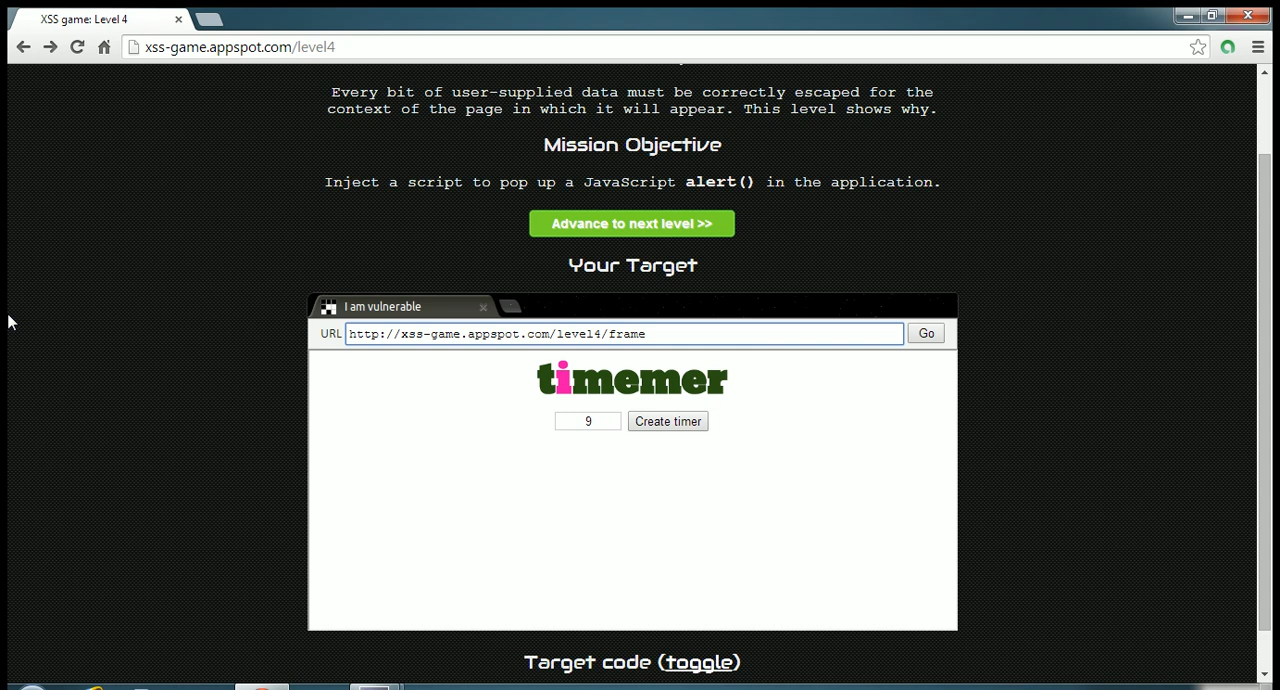 XSS game: Level 4
xss-game.appspot.com/level4
Every bit of user-supplied data must be correctly escaped for the
context of the page in which it will appear. This level shows why.
Mission Objective
Inject a script to pop up a JavaScript alert() in the application.
Advance to next level >>
Your Target
I am vulnerable
URL http://xss-game.appspot.com/level4/frame Go
timemer
9 Create timer
Target code (toggle)